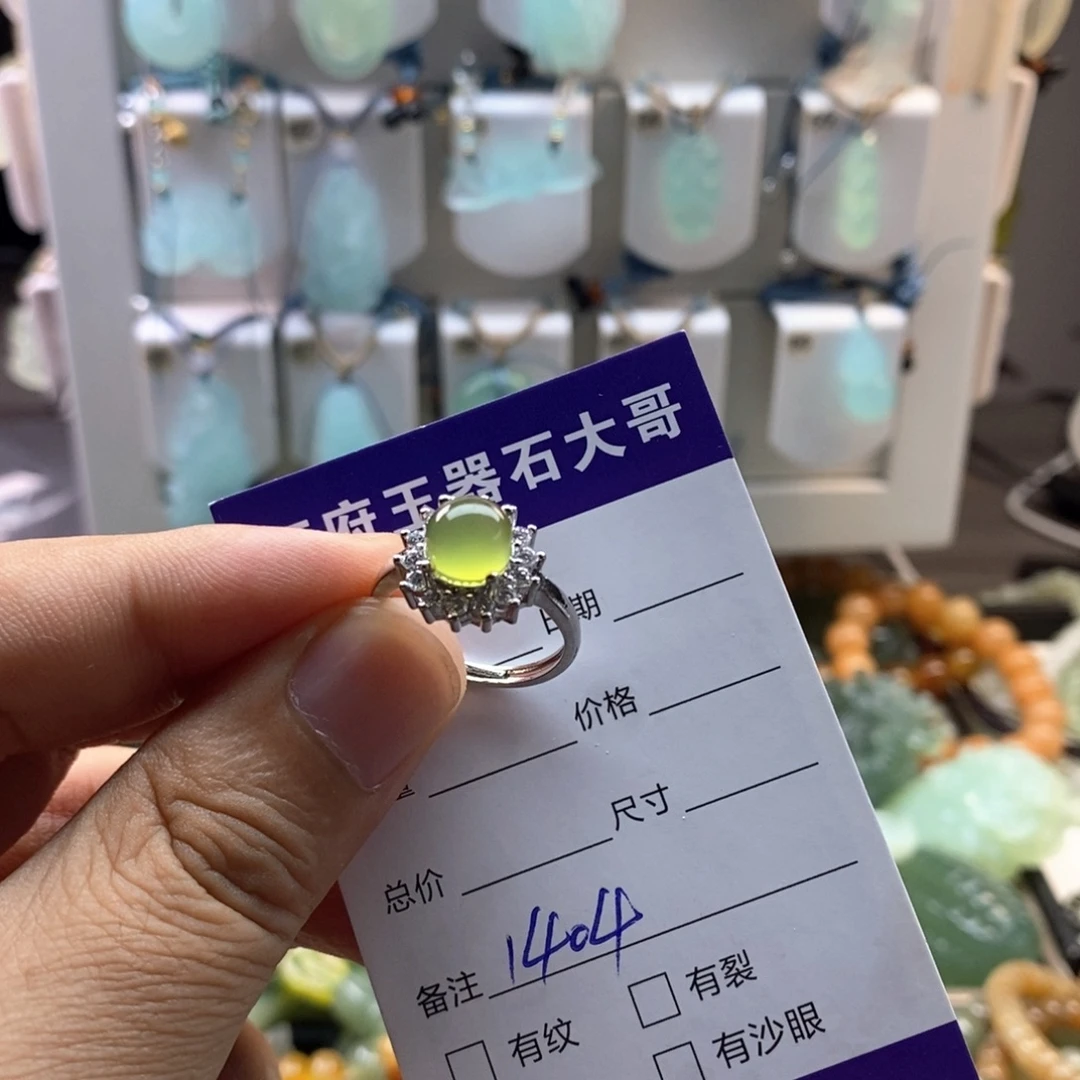 府玉器石大哥
日期
价格
尺寸
总价
备注 1404
有裂
有纹
有沙眼